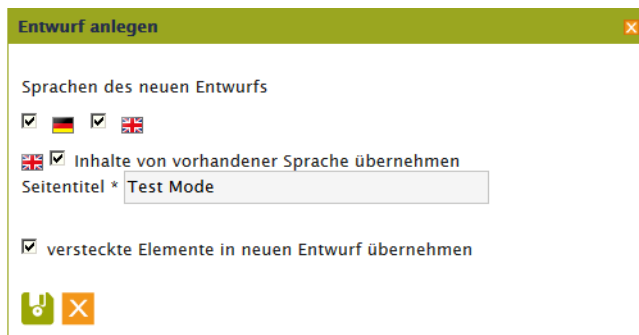 Entwurf anlegen
Sprachen des neuen Entwurfs
Inhalte von vorhandener Sprache übernehmen
Seitentitel * Test Mode
versteckte Elemente in neuen Entwurf übernehmen